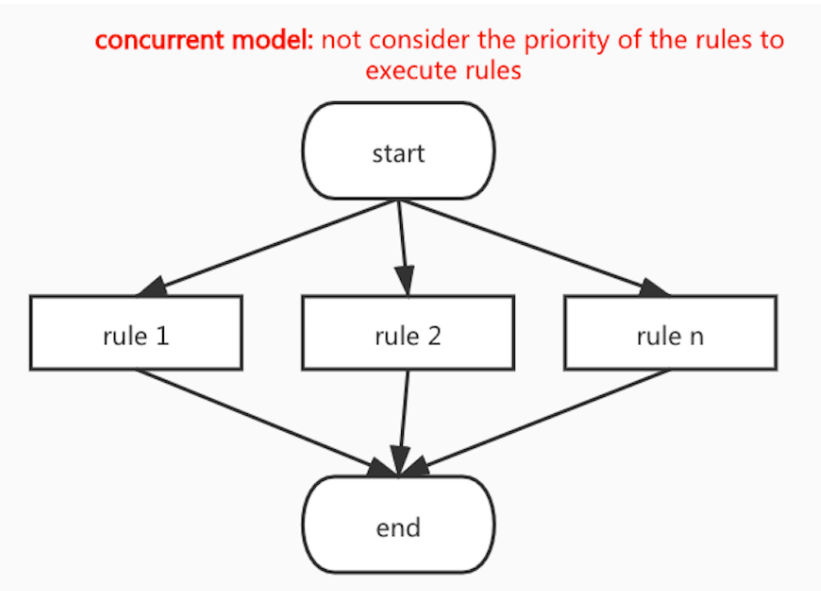 concurrent model: not consider the priority of the rules to
execute rules
start
rule 1
rule 2
rule n
end